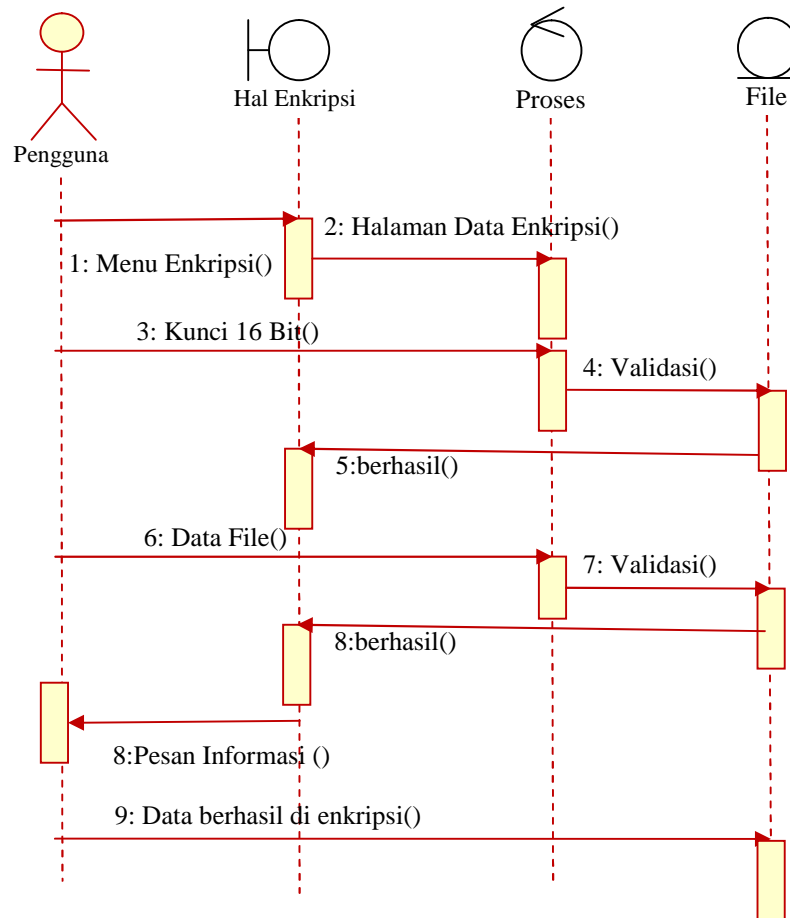 Hal Enkripsi
Proses
File
Pengguna
2: Halaman Data Enkripsi()
1: Menu Enkripsi()
3: Kunci 16 Bit()
4: Validasi()
5:berhasil()
6: Data File()
7: Validasi()
8:berhasil()
8:Pesan Informasi ()
9: Data berhasil di enkripsi()